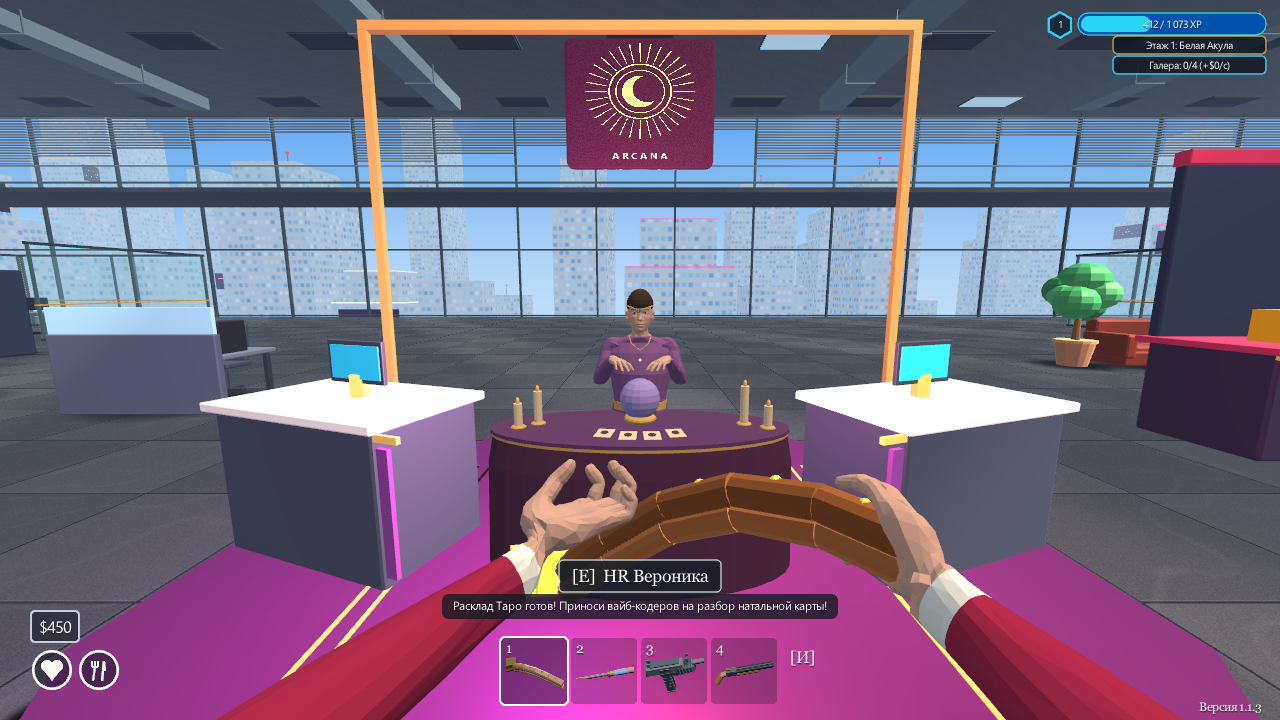 1
412 / 1 073 XP
Этаж 1: Белая Акула
Галера: 0/4 (+$0/с)
ARCANA
[E] HR Вероника
Расклад Таро готов! Приноси вайб-кодеров на разбор натальной карты!
$450
1
2
3
4
[И]
Версия 1.1.3